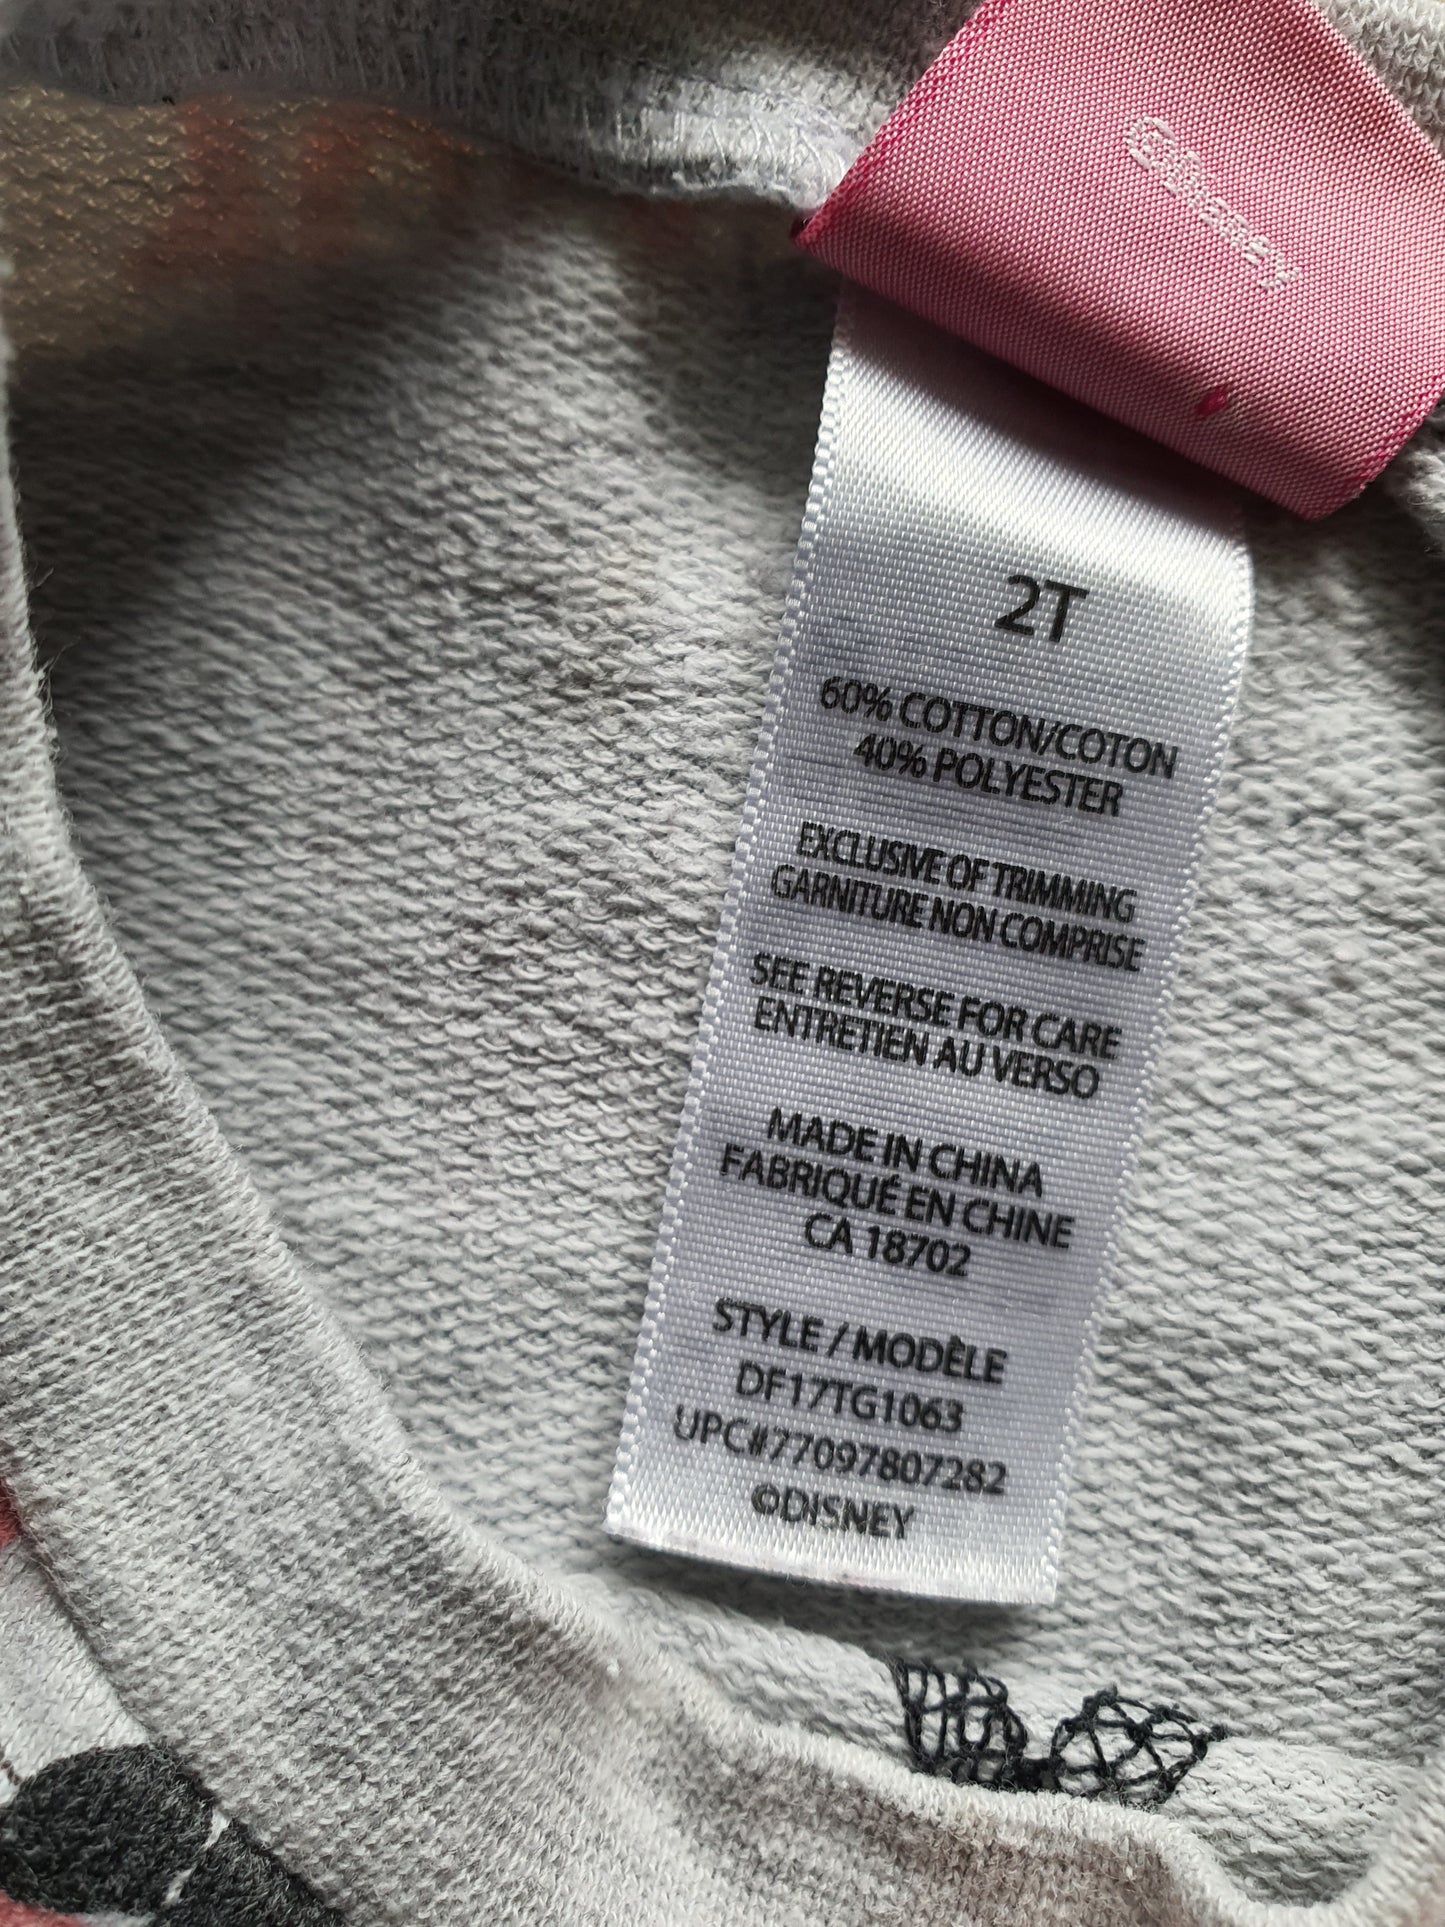 Disney
2T
60% COTTON/COTON
40% POLYESTER
EXCLUSIVE OF TRIMMING
GARNITURE NON COMPRISE
SEE REVERSE FOR CARE
ENTRETIEN AU VERSO
MADE IN CHINA
FABRIQUÉ EN CHINE
CA 18702
STYLE / MODÈLE
DF17TG1063
UPC#77097807282
©DISNEY